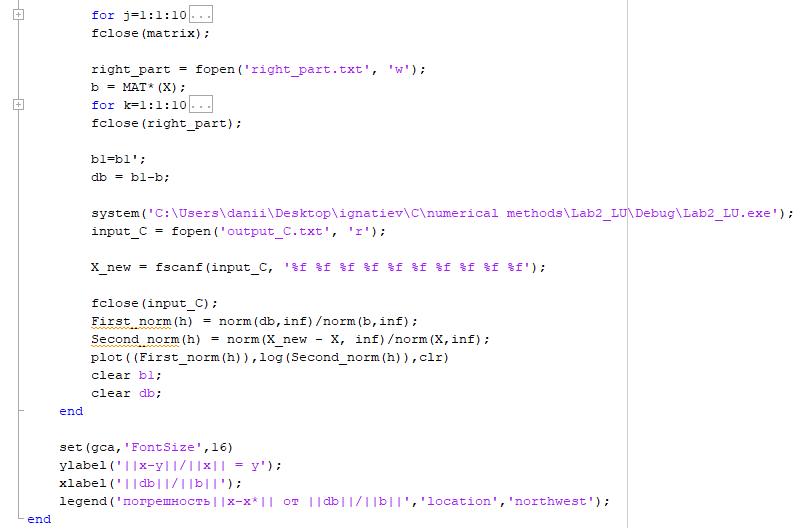 for j=1:1:10...
fclose(matrix);
right_part = fopen('right_part.txt', 'w');
b = MAT*(X);
for k=1:1:10...
fclose(right_part);
b1=b1';
db = b1-b;
system('C:\Users\danii\Desktop\ignatiev\C\numerical methods\Lab2_LU\Debug\Lab2_LU.exe');
input_C = fopen('output_C.txt', 'r');
X_new = fscanf(input_C, '%f %f %f %f %f %f %f %f %f %f');
fclose(input_C);
First_norm(h) = norm(db,inf)/norm(b,inf);
Second_norm(h) = norm(X_new - X, inf)/norm(X,inf);
plot((First_norm(h)),log(Second_norm(h)),clr)
clear b1;
clear db;
end
set(gca,'FontSize',16)
ylabel('||x-y||/||x|| = y');
xlabel('||db||/||b||');
legend('погрешность||x-x*|| от ||db||/||b||','location','northwest');
end